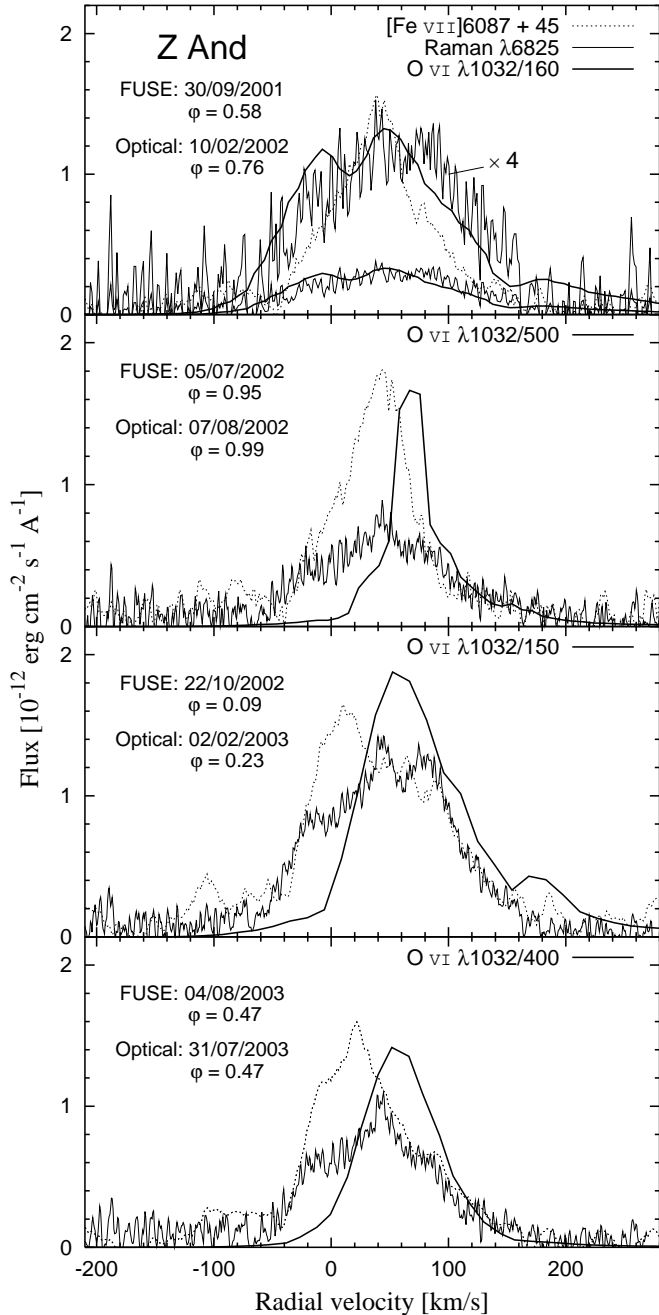 Z And
[Fe VII]6087 + 45
Raman λ6825
O VI λ1032/160
FUSE: 30/09/2001
φ = 0.58
Optical: 10/02/2002
φ = 0.76
× 4
2
1
0
O VI λ1032/500
FUSE: 05/07/2002
φ = 0.95
Optical: 07/08/2002
φ = 0.99
2
1
0
O VI λ1032/150
FUSE: 22/10/2002
φ = 0.09
Optical: 02/02/2003
φ = 0.23
2
1
0
O VI λ1032/400
FUSE: 04/08/2003
φ = 0.47
Optical: 31/07/2003
φ = 0.47
2
1
0
-200 -100 0 100 200
Radial velocity [km/s]
Flux [10⁻¹² erg cm⁻² s⁻¹ A⁻¹]